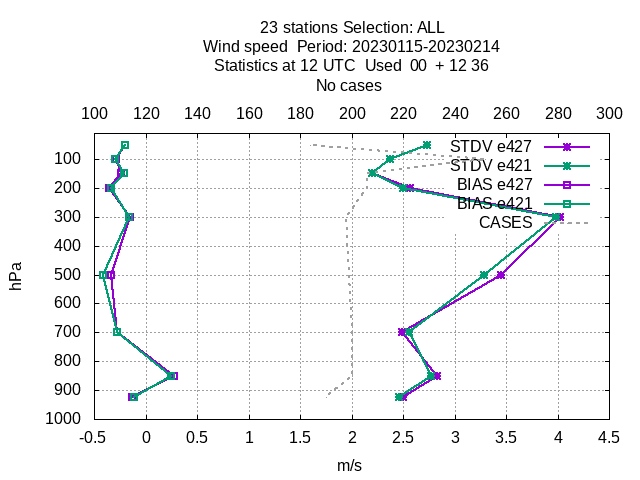 23 stations Selection: ALL
Wind speed  Period: 20230115-20230214
Statistics at 12 UTC  Used  00  + 12 36
No cases
100 120 140 160 180 200 220 240 260 280 300
STDV e427
STDV e421
BIAS e427
BIAS e421
CASES
100
200
300
400
500
600
700
800
900
1000
hPa
-0.5 0 0.5 1 1.5 2 2.5 3 3.5 4 4.5
m/s